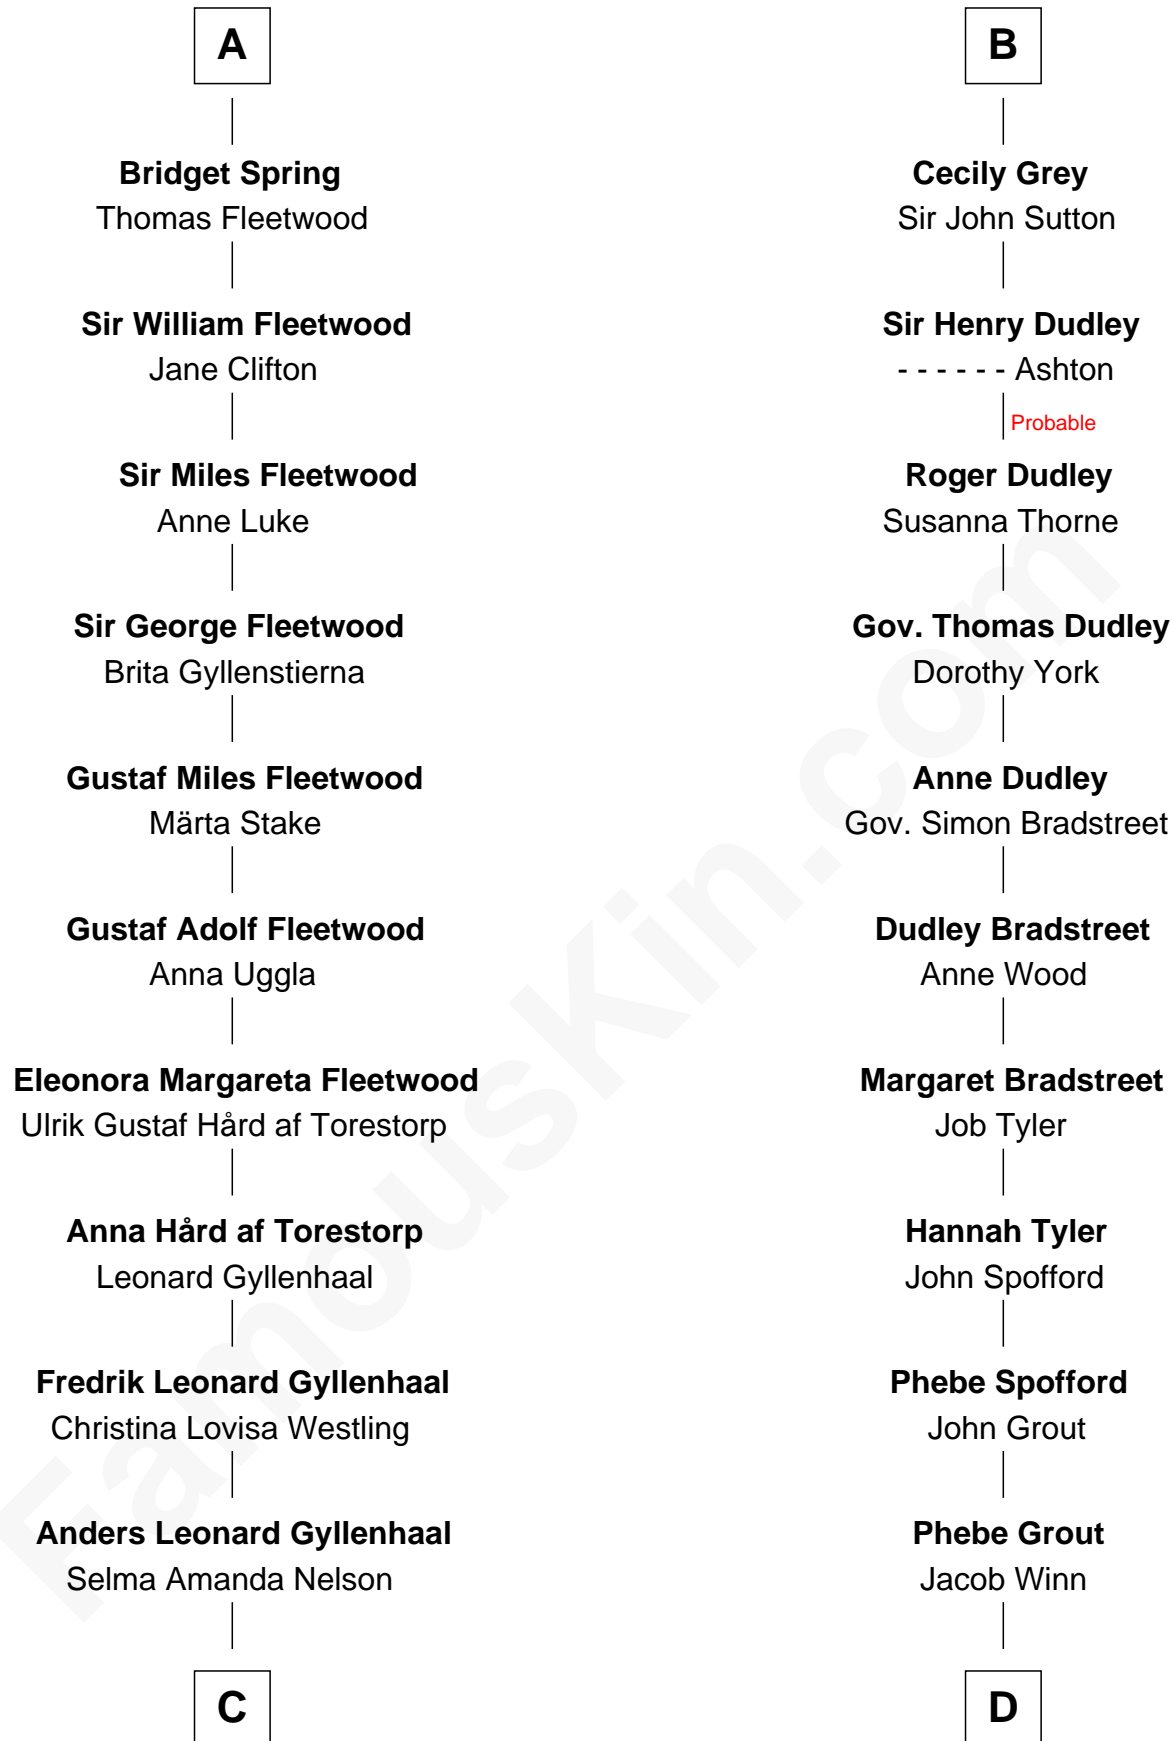 A
Bridget Spring
Thomas Fleetwood
Sir William Fleetwood
Jane Clifton
Sir Miles Fleetwood
Anne Luke
Sir George Fleetwood
Brita Gyllenstierna
Gustaf Miles Fleetwood
Märta Stake
Gustaf Adolf Fleetwood
Anna Uggla
Eleonora Margareta Fleetwood
Ulrik Gustaf Hård af Torestorp
Anna Hård af Torestorp
Leonard Gyllenhaal
Fredrik Leonard Gyllenhaal
Christina Lovisa Westling
Anders Leonard Gyllenhaal
Selma Amanda Nelson
C
B
Cecily Grey
Sir John Sutton
Sir Henry Dudley
- - - - - - Ashton
Probable
Roger Dudley
Susanna Thorne
Gov. Thomas Dudley
Dorothy York
Anne Dudley
Gov. Simon Bradstreet
Dudley Bradstreet
Anne Wood
Margaret Bradstreet
Job Tyler
Hannah Tyler
John Spofford
Phebe Spofford
John Grout
Phebe Grout
Jacob Winn
D
FamousKin.com